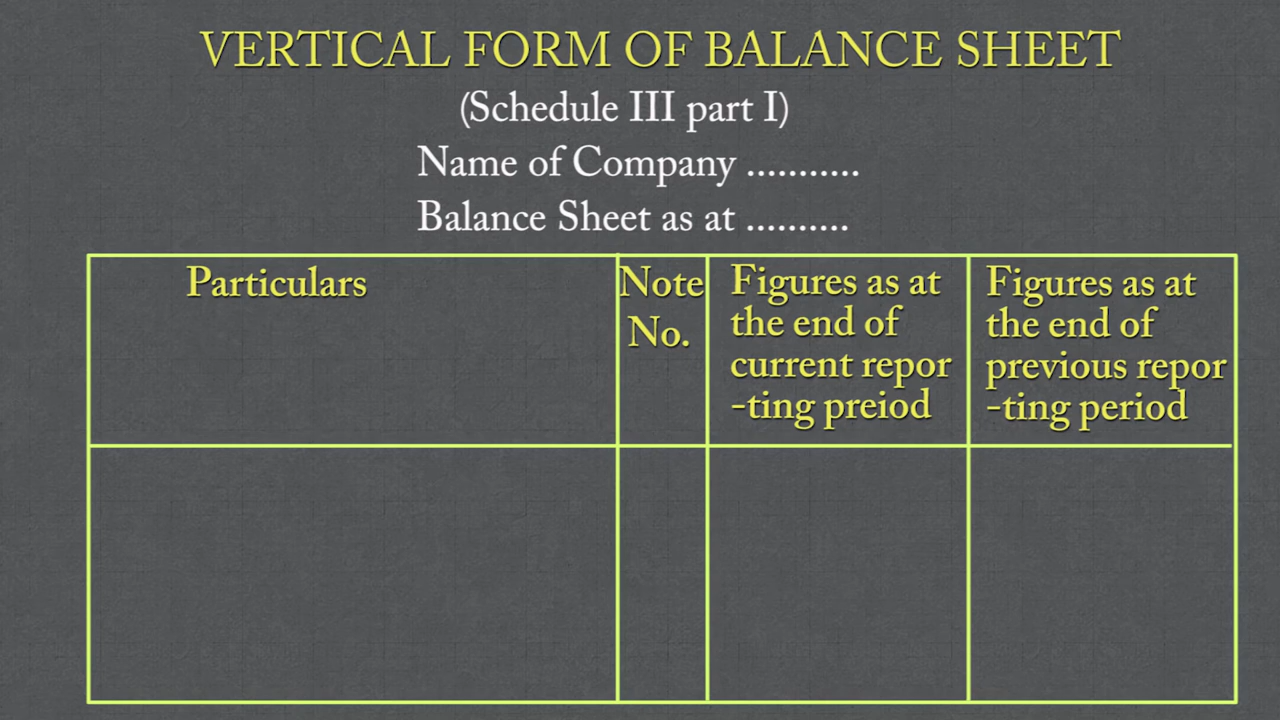 VERTICAL FORM OF BALANCE SHEET
(Schedule III part I)
Name of Company ...........
Balance Sheet as at ..........
Particulars
Note
No.
Figures as at
the end of
current repor
-ting preiod
Figures as at
the end of
previous repor
-ting period